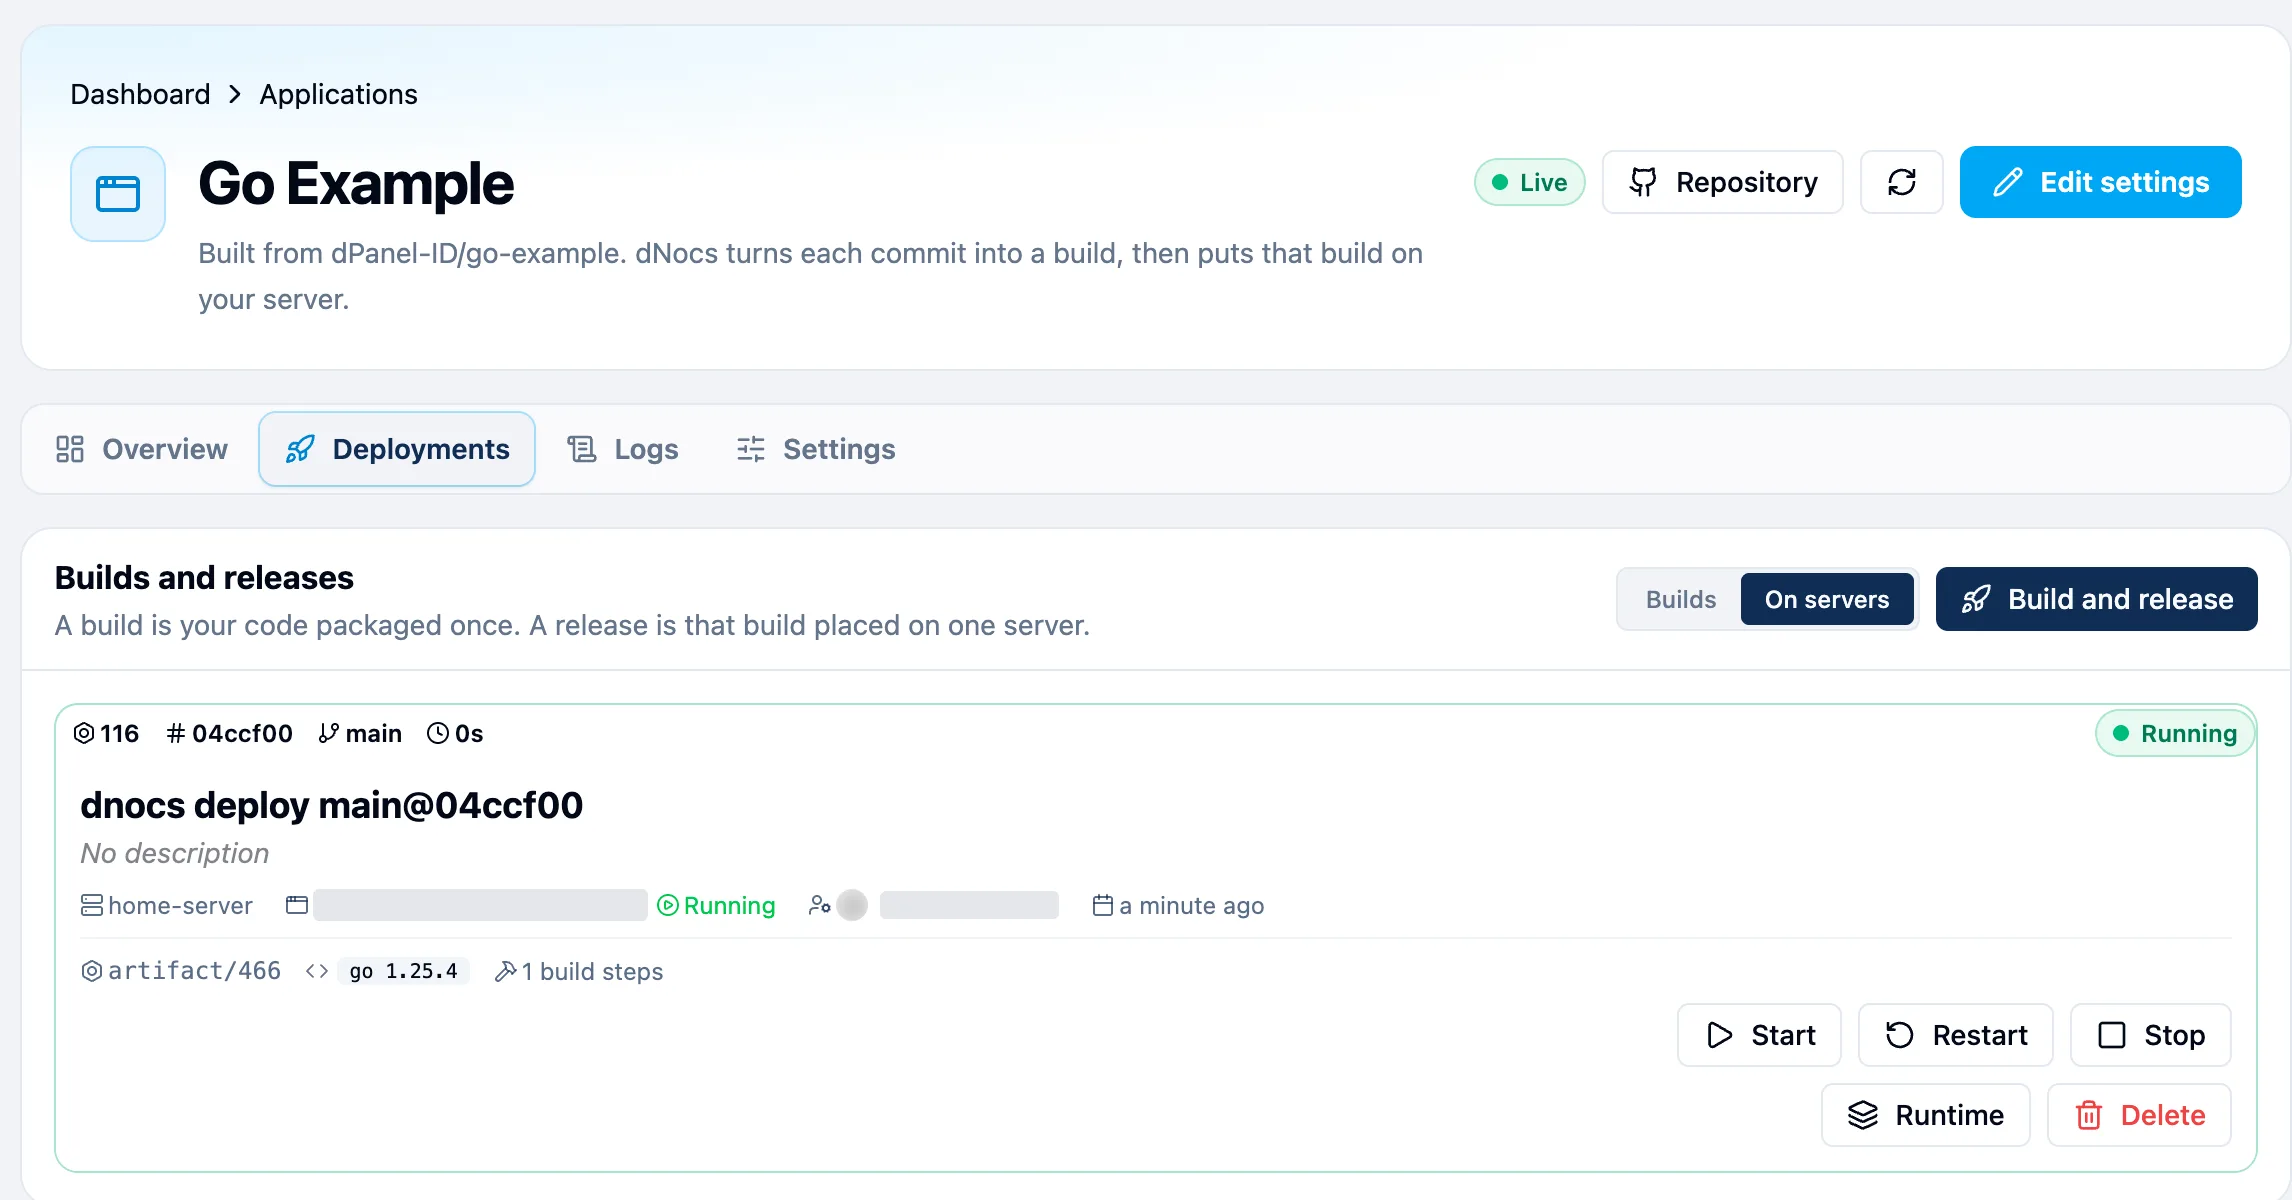 Dashboard > Applications
Go Example
Live
Repository
Edit settings
Built from dPanel-ID/go-example. dNocs turns each commit into a build, then puts that build on
your server.
Overview
Deployments
Logs
Settings
Builds and releases
A build is your code packaged once. A release is that build placed on one server.
Builds
On servers
Build and release
116 # 04ccf00 main 0s
Running
dnocs deploy main@04ccf00
No description
home-server Running a minute ago
artifact/466 <> go 1.25.4 1 build steps
Start
Restart
Stop
Runtime
Delete